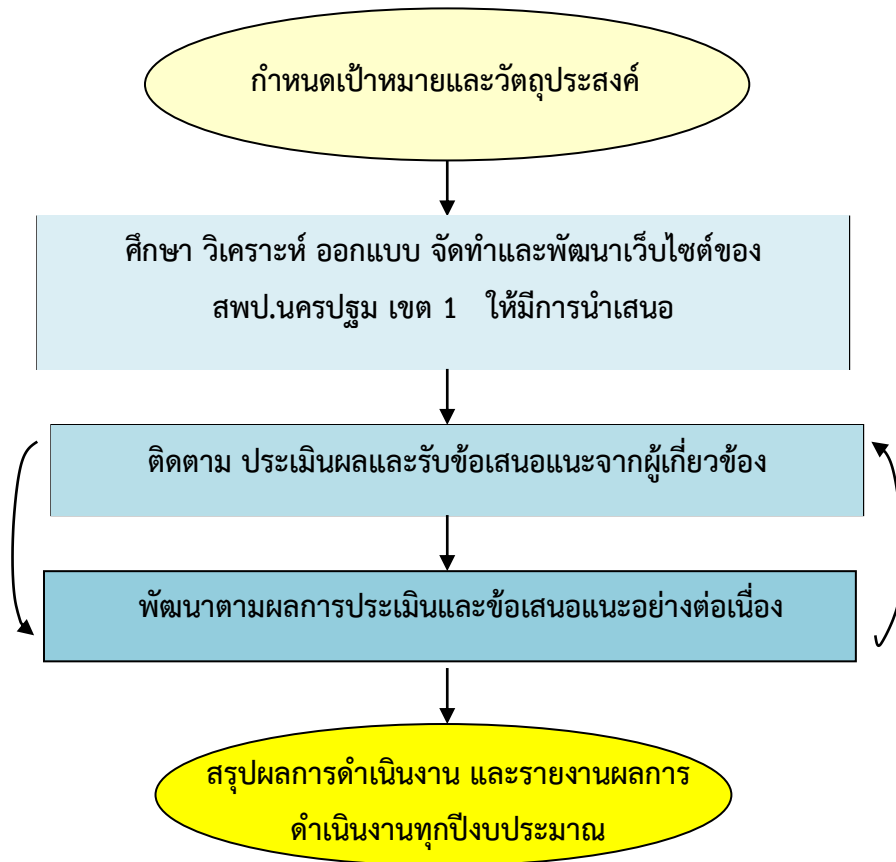 กำหนดเป้าหมายและวัตถุประสงค์
ศึกษา วิเคราะห์ ออกแบบ จัดทำและพัฒนาเว็บไซต์ของ
สพป.นครปฐม เขต 1 ให้มีการนำเสนอ
ติดตาม ประเมินผลและรับข้อเสนอแนะจากผู้เกี่ยวข้อง
พัฒนาตามผลการประเมินและข้อเสนอแนะอย่างต่อเนื่อง
สรุปผลการดำเนินงาน และรายงานผลการ
ดำเนินงานทุกปีงบประมาณ